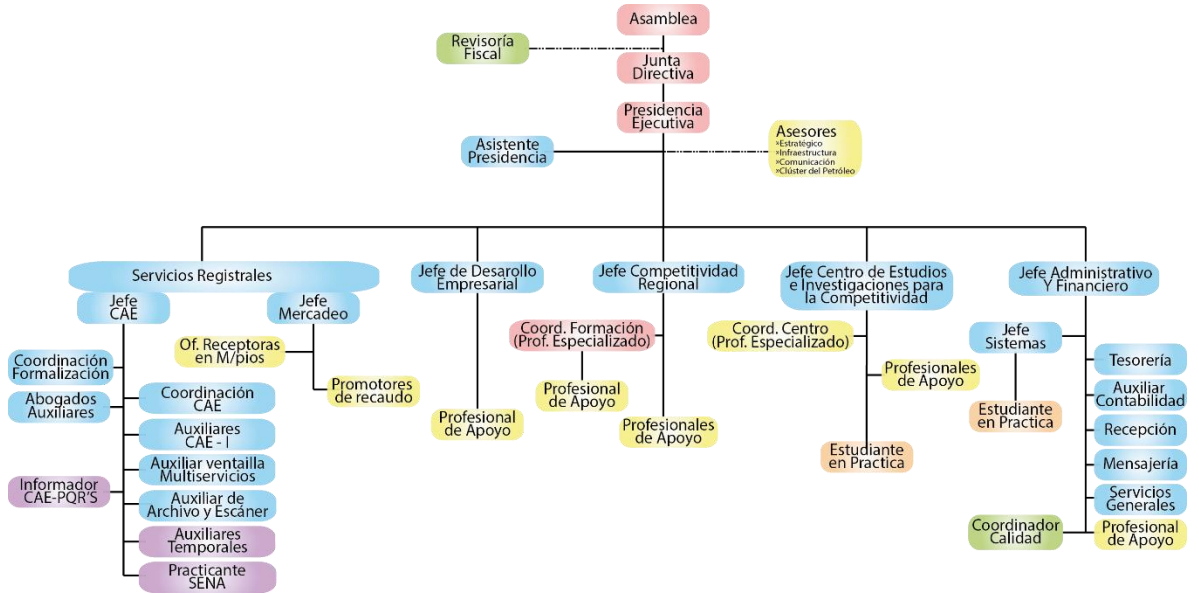 Asamblea
Revisoría
Fiscal
Junta
Directiva
Presidencia
Ejecutiva
Asistente
Presidencia
Asesores
»Estratégico
»Infraestructura
»Comunicación
»Clúster del Petróleo
Servicios Registrales
Jefe
CAE
Jefe
Mercadeo
Coordinación
Formalización
Abogados
Auxiliares
Informador
CAE-PQR'S
Coordinación
CAE
Auxiliares
CAE - I
Auxiliar ventailla
Multiservicios
Auxiliar de
Archivo y Escáner
Auxiliares
Temporales
Practicante
SENA
Of. Receptoras
en M/pios
Promotores
de recaudo
Jefe de Desarollo
Empresarial
Profesional
de Apoyo
Jefe Competitividad
Regional
Coord. Formación
(Prof. Especializado)
Profesional
de Apoyo
Profesionales
de Apoyo
Jefe Centro de Estudios
e Investigaciones para
la Competitividad
Coord. Centro
(Prof. Especializado)
Profesionales
de Apoyo
Estudiante
en Practica
Jefe Administrativo
Y Financiero
Jefe
Sistemas
Estudiante
en Practica
Tesorería
Auxiliar
Contabilidad
Recepción
Mensajería
Servicios
Generales
Coordinador
Calidad
Profesional
de Apoyo